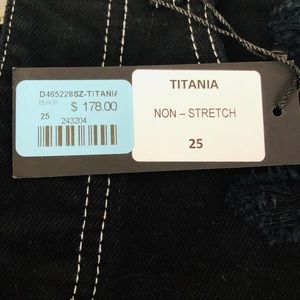 D465228SZ-TITANIA
BLACK
$ 178.00
25
243204
TITANIA
NON – STRETCH
25